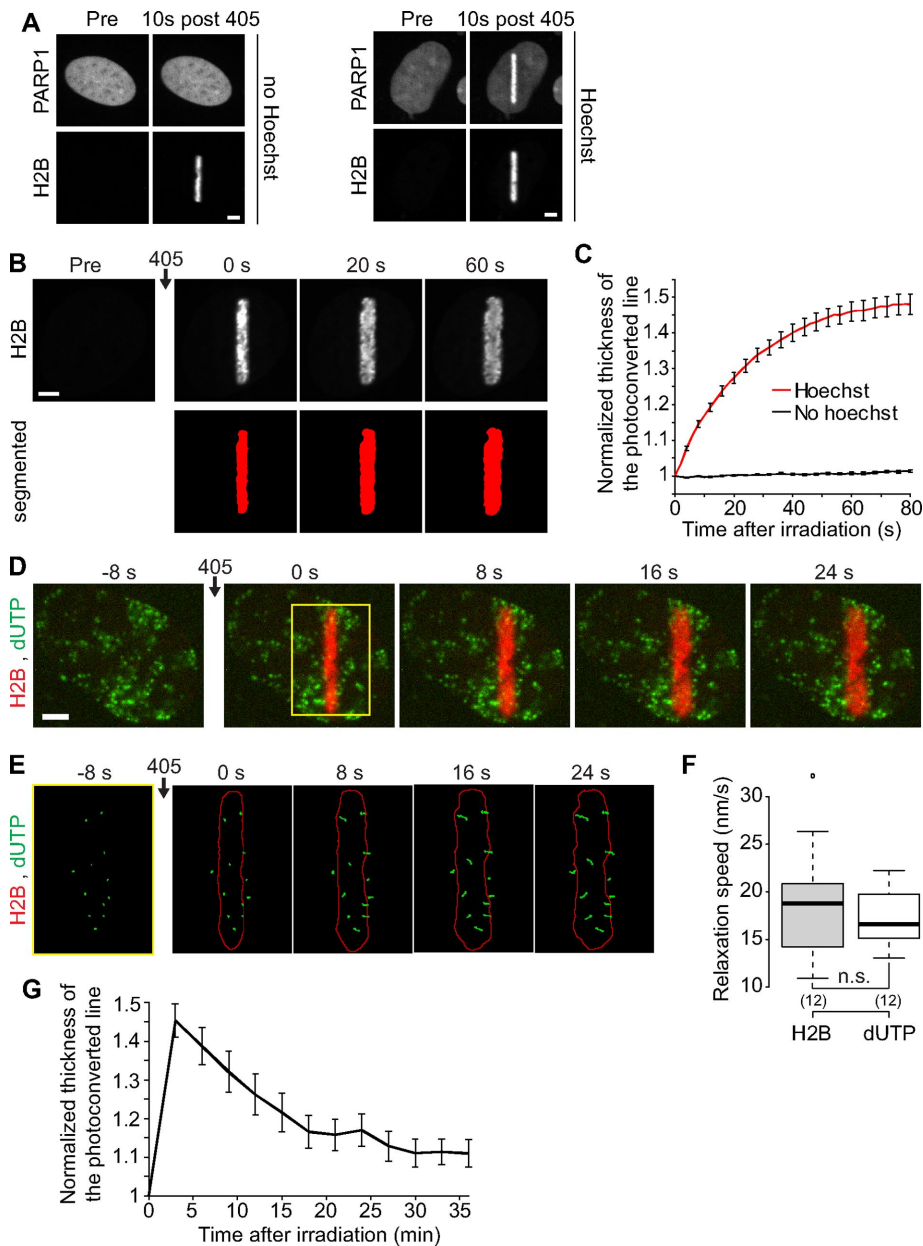 A
Pre 10s post 405
PARP1
H2B
no Hoechst
Pre 10s post 405
PARP1
H2B
Hoechst
B
Pre 405 0 s 20 s 60 s
H2B
segmented
C
Normalized thickness of
the photoconverted line
1.5
1.4
1.3
1.2
1.1
1
Hoechst
No hoechst
0 20 40 60 80
Time after irradiation (s)
D
-8 s 405 0 s 8 s 16 s 24 s
H2B , dUTP
E
-8 s 405 0 s 8 s 16 s 24 s
H2B , dUTP
F
Relaxation speed (nm/s)
30
25
20
15
10
n.s.
(12) (12)
H2B dUTP
G
Normalized thickness of
the photoconverted line
1.5
1.4
1.3
1.2
1.1
1
0 5 10 15 20 25 30 35
Time after irradiation (min)